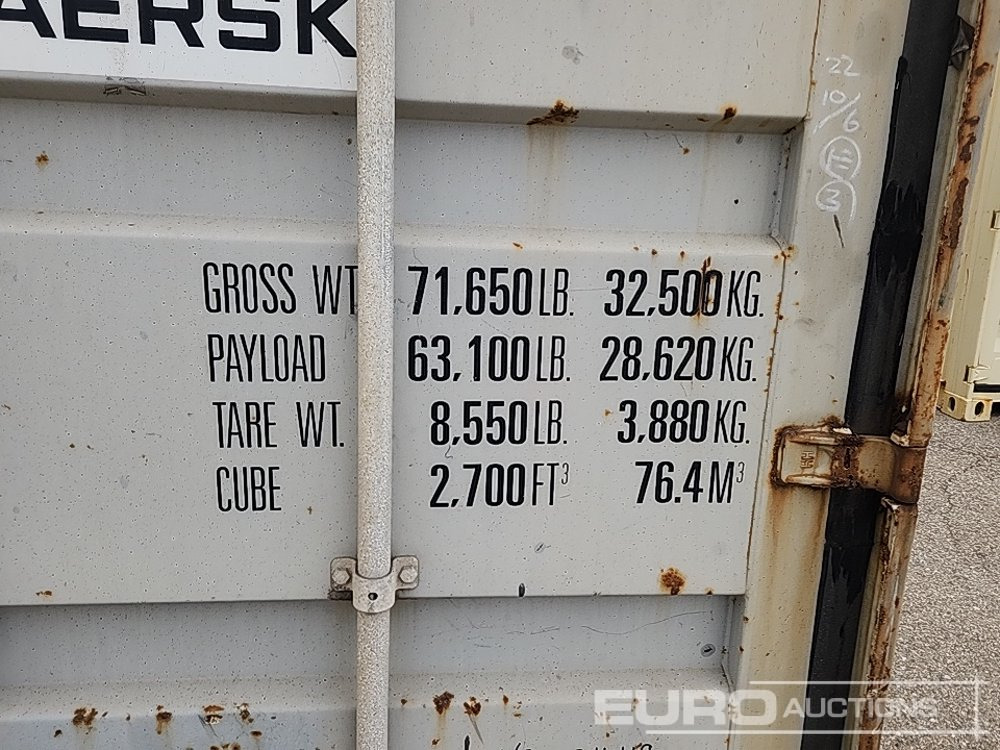 AERSK
22
10/6
GROSS WT. 71,650 LB. 32,500 KG.
PAYLOAD 63,100 LB. 28,620 KG.
TARE WT. 8,550 LB. 3,880 KG.
CUBE 2,700 FT³ 76.4 M³
EURO AUCTIONS